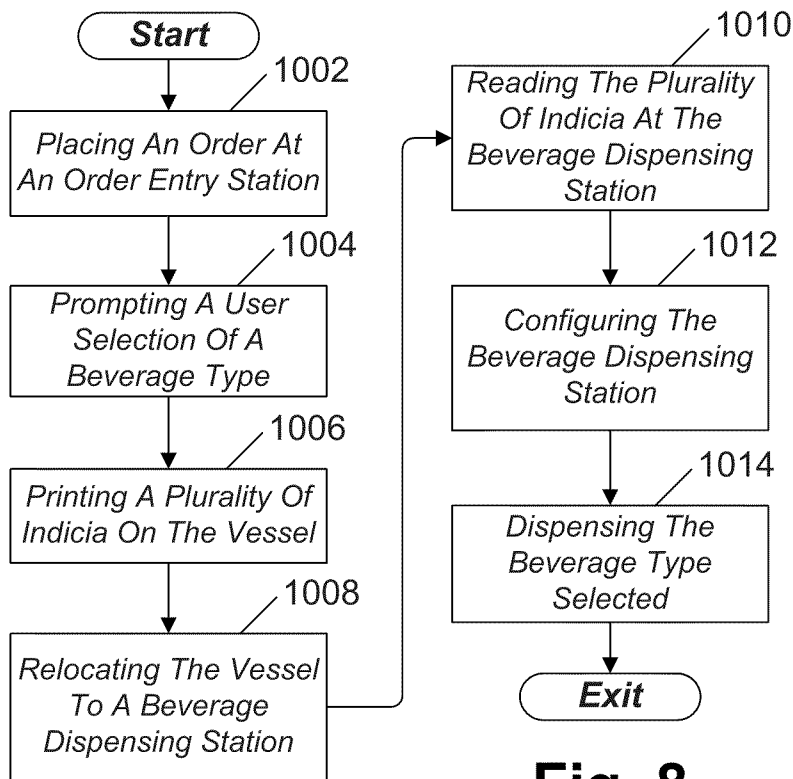 Start
1002
Placing An Order At
An Order Entry Station
1004
Prompting A User
Selection Of A
Beverage Type
1006
Printing A Plurality Of
Indicia On The Vessel
1008
Relocating The Vessel
To A Beverage
Dispensing Station
1010
Reading The Plurality
Of Indicia At The
Beverage Dispensing
Station
1012
Configuring The
Beverage Dispensing
Station
1014
Dispensing The
Beverage Type
Selected
Exit
Fig. 8